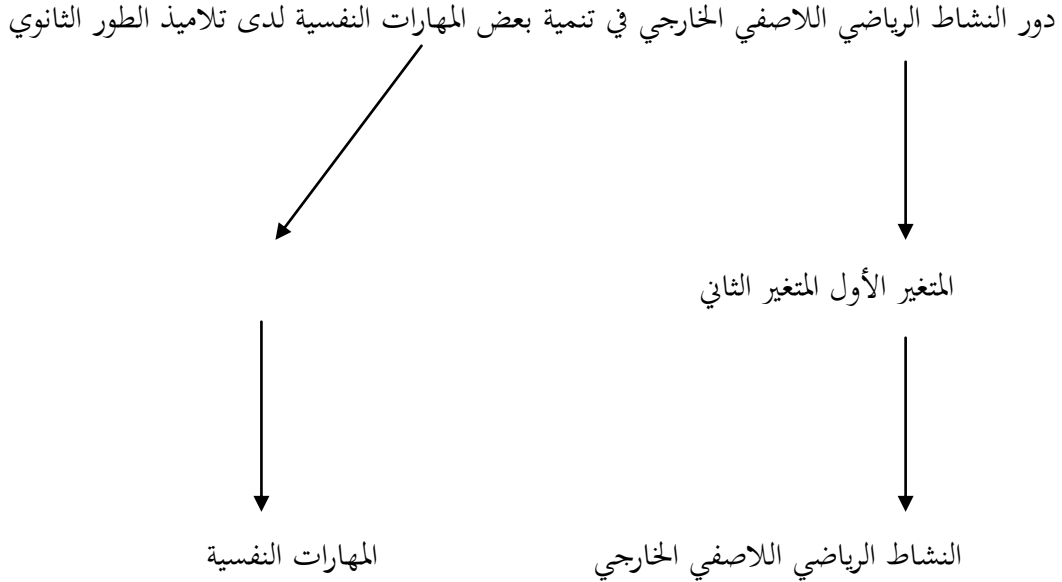 دور النشاط الرياضي اللاصفي الخارجي في تنمية بعض المهارات النفسية لدى تلاميذ الطور الثانوي
المتغير الأول المتغير الثاني
النشاط الرياضي اللاصفي الخارجي المهارات النفسية